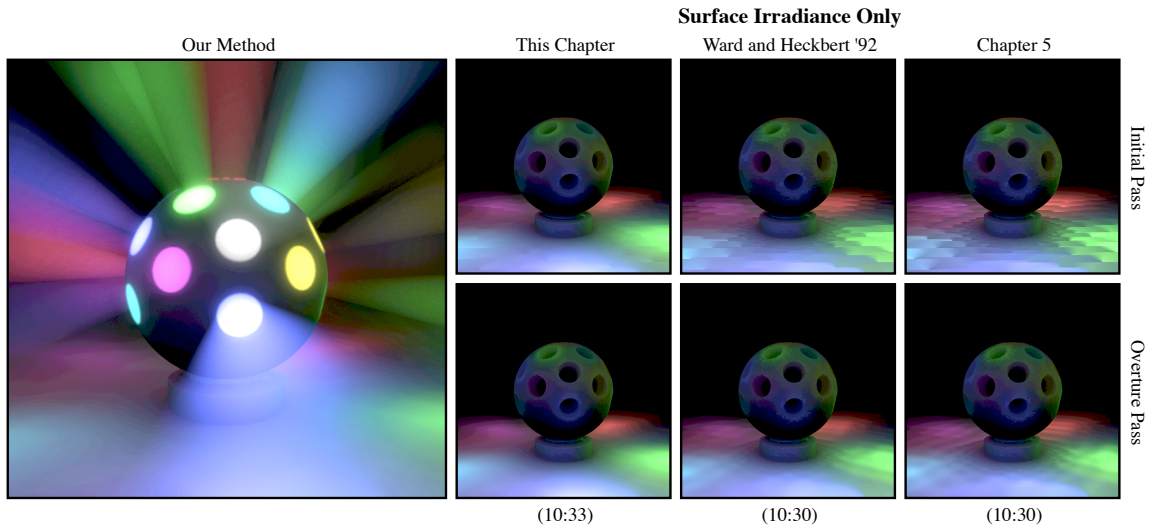 Surface Irradiance Only
Our Method
This Chapter
Ward and Heckbert '92
Chapter 5
Initial Pass
Overture Pass
(10:33)
(10:30)
(10:30)